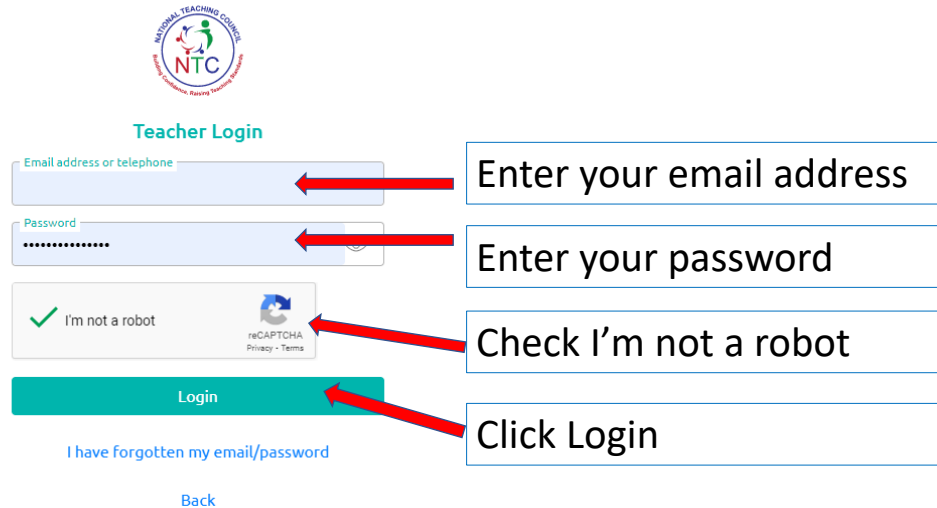 NATIONAL TEACHING COUNCIL
NTC
Building Confidence, Raising Teaching Standards
Teacher Login
Email address or telephone
Enter your email address
Password
•••••••••••••••
Enter your password
I'm not a robot
reCAPTCHA
Privacy - Terms
Check I’m not a robot
Login
Click Login
I have forgotten my email/password
Back